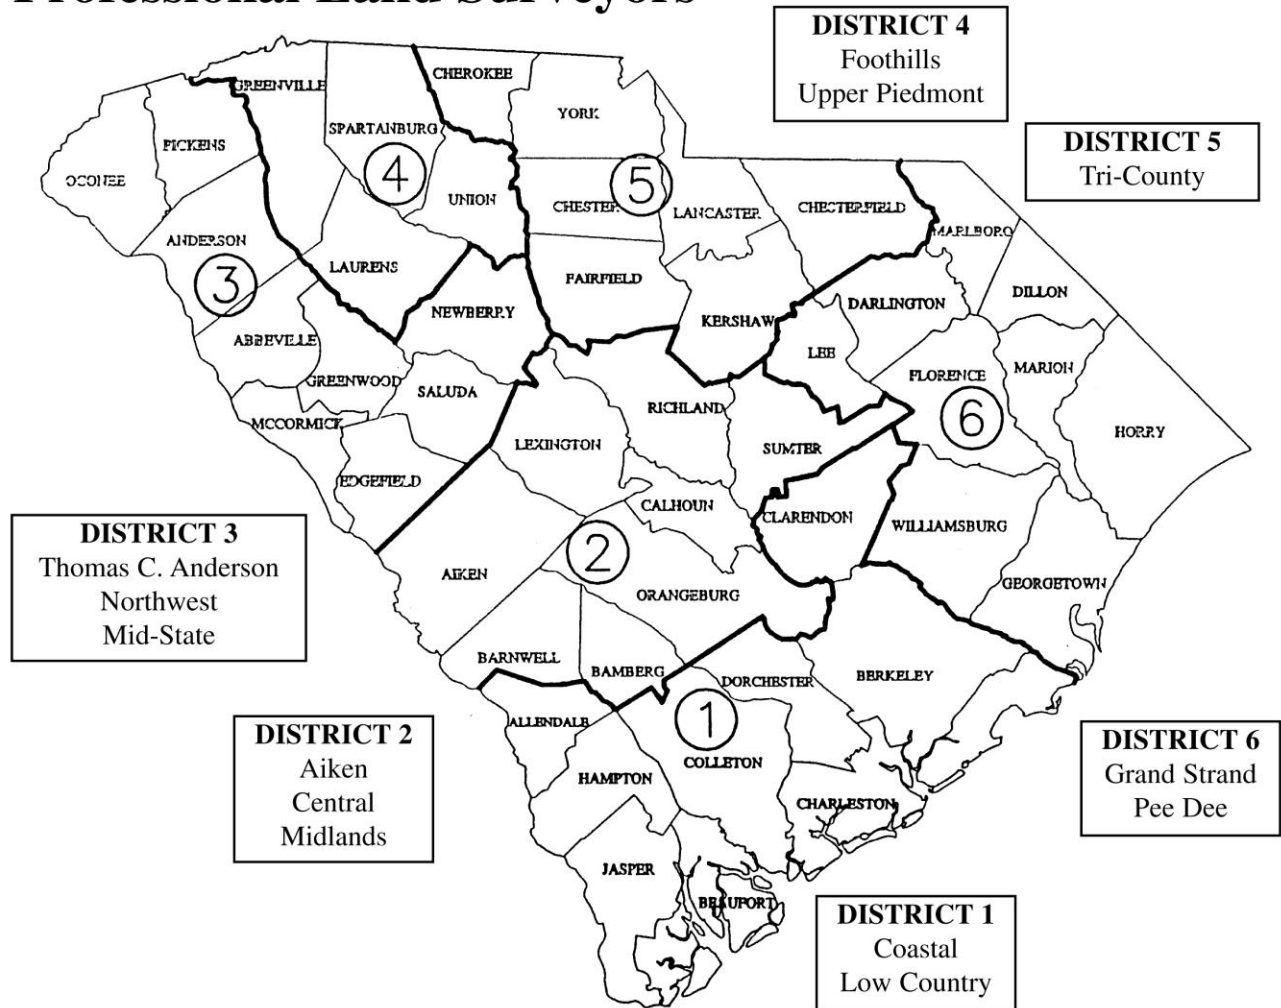 Professional Land Surveyors
DISTRICT 4
Foothills
Upper Piedmont
DISTRICT 5
Tri-County
CHEROKEE
GREENVILLE
YORK
SPARTANBURG
PICKENS
4
5
OCONEE
UNION
CHESTER
LANCASTER
CHESTERFIELD
MARLBORO
ANDERSON
3
LAURENS
FAIRFIELD
DARLINGTON
DILLON
NEWBERRY
KERSHAW
ABBEVILLE
LEE
MARION
FLORENCE
GREENWOOD
SALUDA
RICHLAND
6
MCCORMICK
LEXINGTON
SUMTER
HORRY
EDGEFIELD
CALHOUN
CLARENDON
WILLIAMSBURG
DISTRICT 3
Thomas C. Anderson
Northwest
Mid-State
2
AIKEN
ORANGEBURG
GEORGETOWN
BARNWELL
BAMBERG
DORCHESTER
BERKELEY
DISTRICT 2
Aiken
Central
Midlands
ALLENDALE
1
COLLETON
HAMPTON
CHARLESTON
DISTRICT 6
Grand Strand
Pee Dee
JASPER
BEAUFORT
DISTRICT 1
Coastal
Low Country